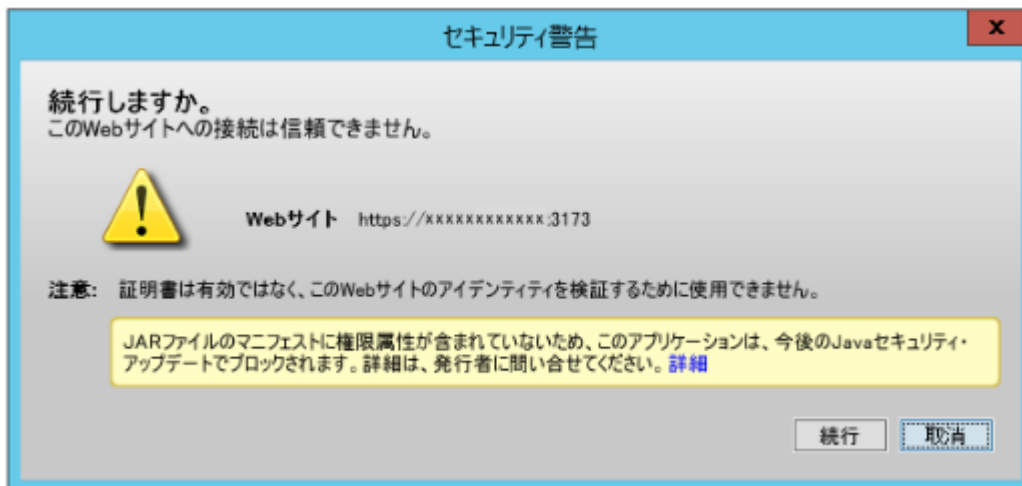 セキュリティ警告
x
続行しますか。
このWebサイトへの接続は信頼できません。
Webサイト https://xxxxxxxxxxxx:3173
注意: 証明書は有効ではなく、このWebサイトのアイデンティティを検証するために使用できません。
JARファイルのマニフェストに権限属性が含まれていないため、このアプリケーションは、今後のJavaセキュリティ・
アップデートでブロックされます。詳細は、発行者に問い合せてください。詳細
続行 取消